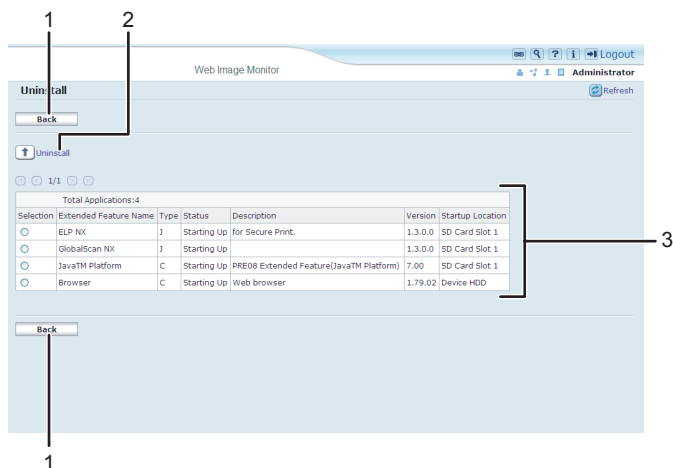 1 2
Logout
Web Image Monitor
Administrator
Uninstall
Refresh
Back
Uninstall
1/1
Total Applications:4
Selection Extended Feature Name Type Status Description Version Startup Location
ELP NX J Starting Up for Secure Print. 1.3.0.0 SD Card Slot 1
GlobalScan NX J Starting Up 1.3.0.0 SD Card Slot 1
JavaTM Platform C Starting Up PRE08 Extended Feature(JavaTM Platform) 7.00 SD Card Slot 1
Browser C Starting Up Web browser 1.79.02 Device HDD
3
Back
1